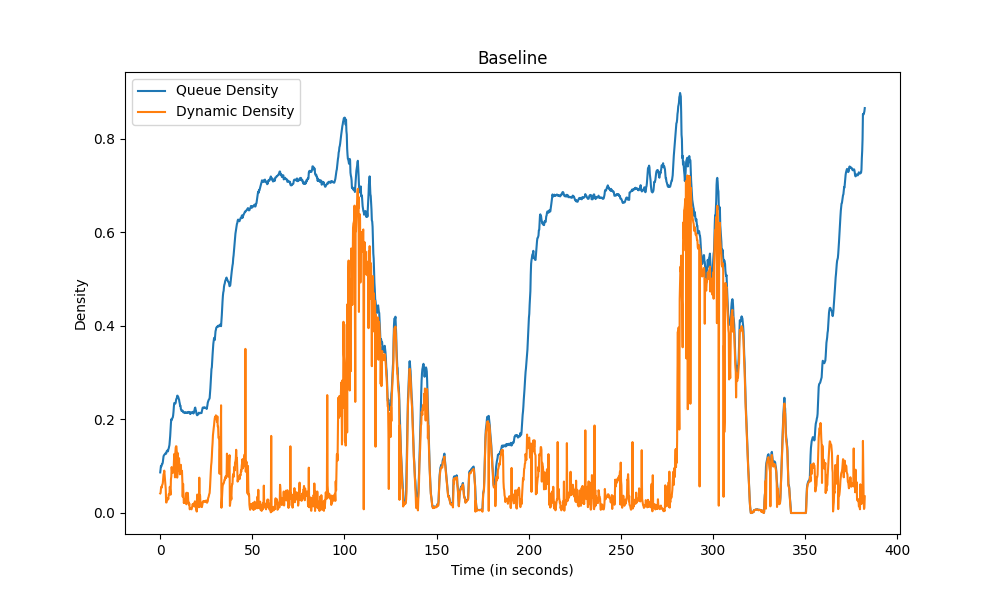 Baseline
Queue Density
Dynamic Density
Density
0.8
0.6
0.4
0.2
0.0
0 50 100 150 200 250 300 350 400
Time (in seconds)